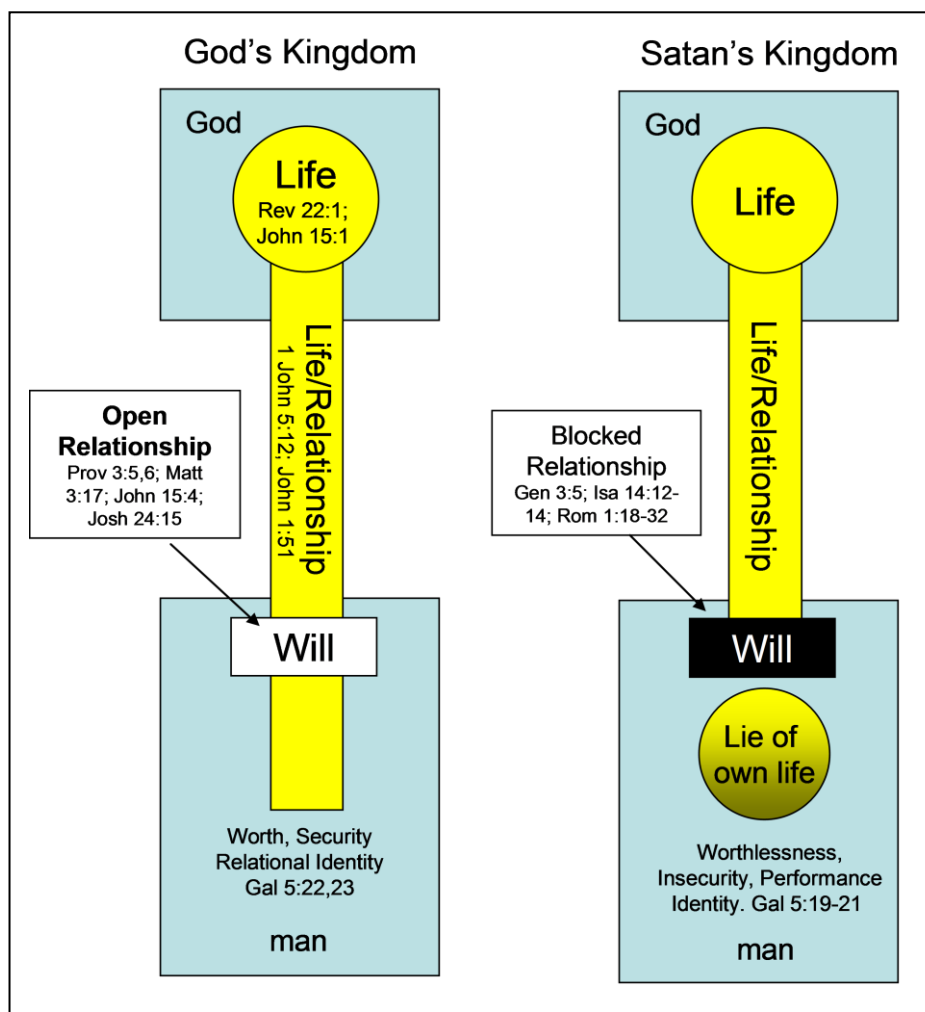 God's Kingdom
God
Life
Rev 22:1;
John 15:1
Life/Relationship
1 John 5:12; John 1:51
Open
Relationship
Prov 3:5,6; Matt
3:17; John 15:4;
Josh 24:15
Will
Worth, Security
Relational Identity
Gal 5:22,23
man
Satan's Kingdom
God
Life
Life/Relationship
Blocked
Relationship
Gen 3:5; Isa 14:12-
14; Rom 1:18-32
Will
Lie of
own life
Worthlessness,
Insecurity, Performance
Identity. Gal 5:19-21
man